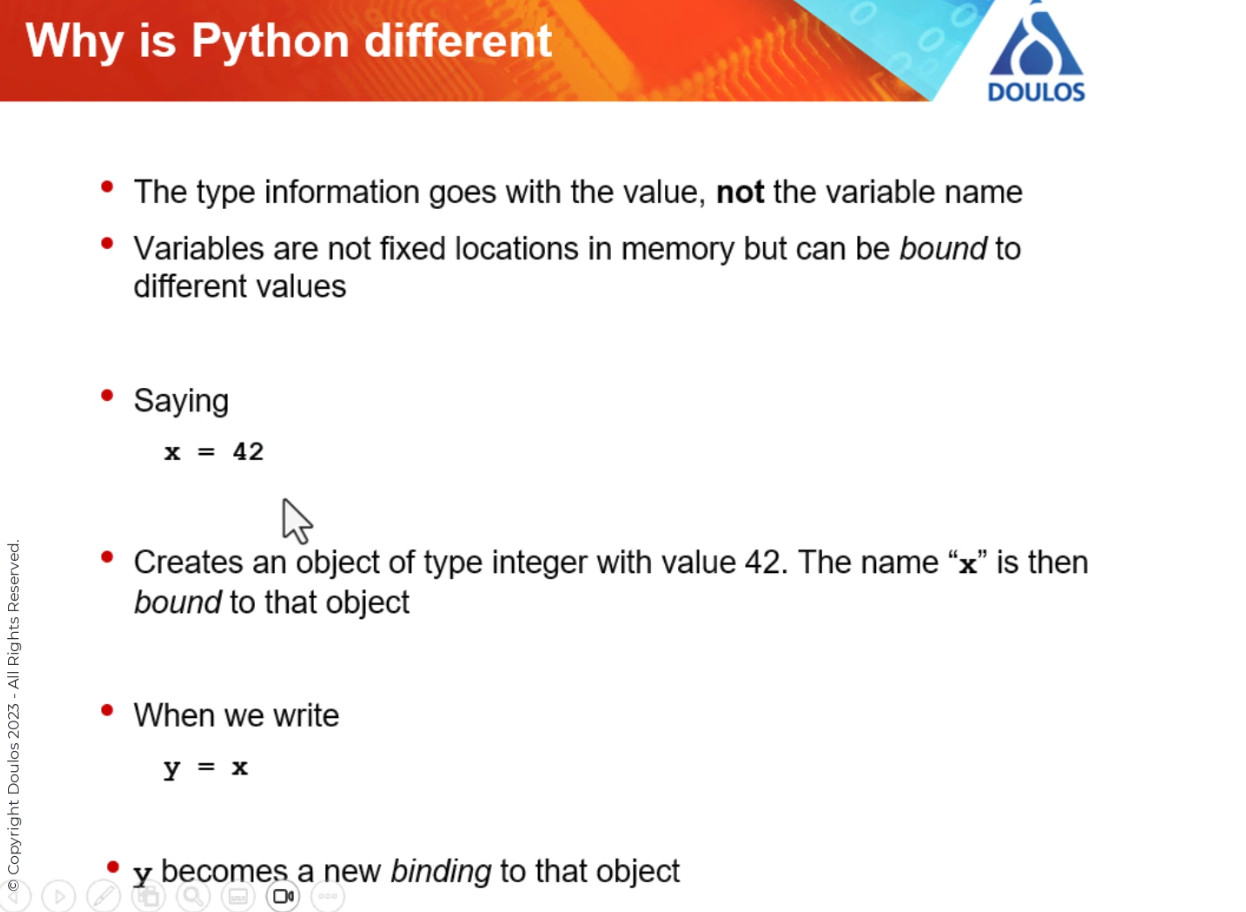 Why is Python different
DOULOS
The type information goes with the value, not the variable name
Variables are not fixed locations in memory but can be bound to
different values
Saying
x = 42
Creates an object of type integer with value 42. The name “x” is then
bound to that object
When we write
y = x
y becomes a new binding to that object
© Copyright Doulos 2023 - All Rights Reserved.